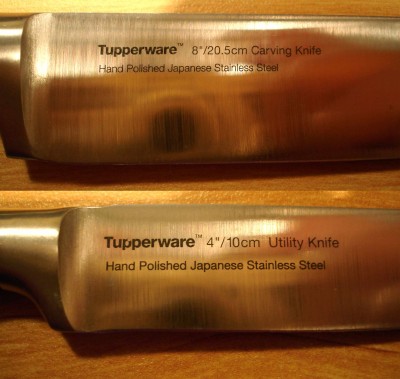 Tupperware™ 8"/20.5cm Carving Knife
Hand Polished Japanese Stainless Steel
Tupperware™ 4"/10cm Utility Knife
Hand Polished Japanese Stainless Steel